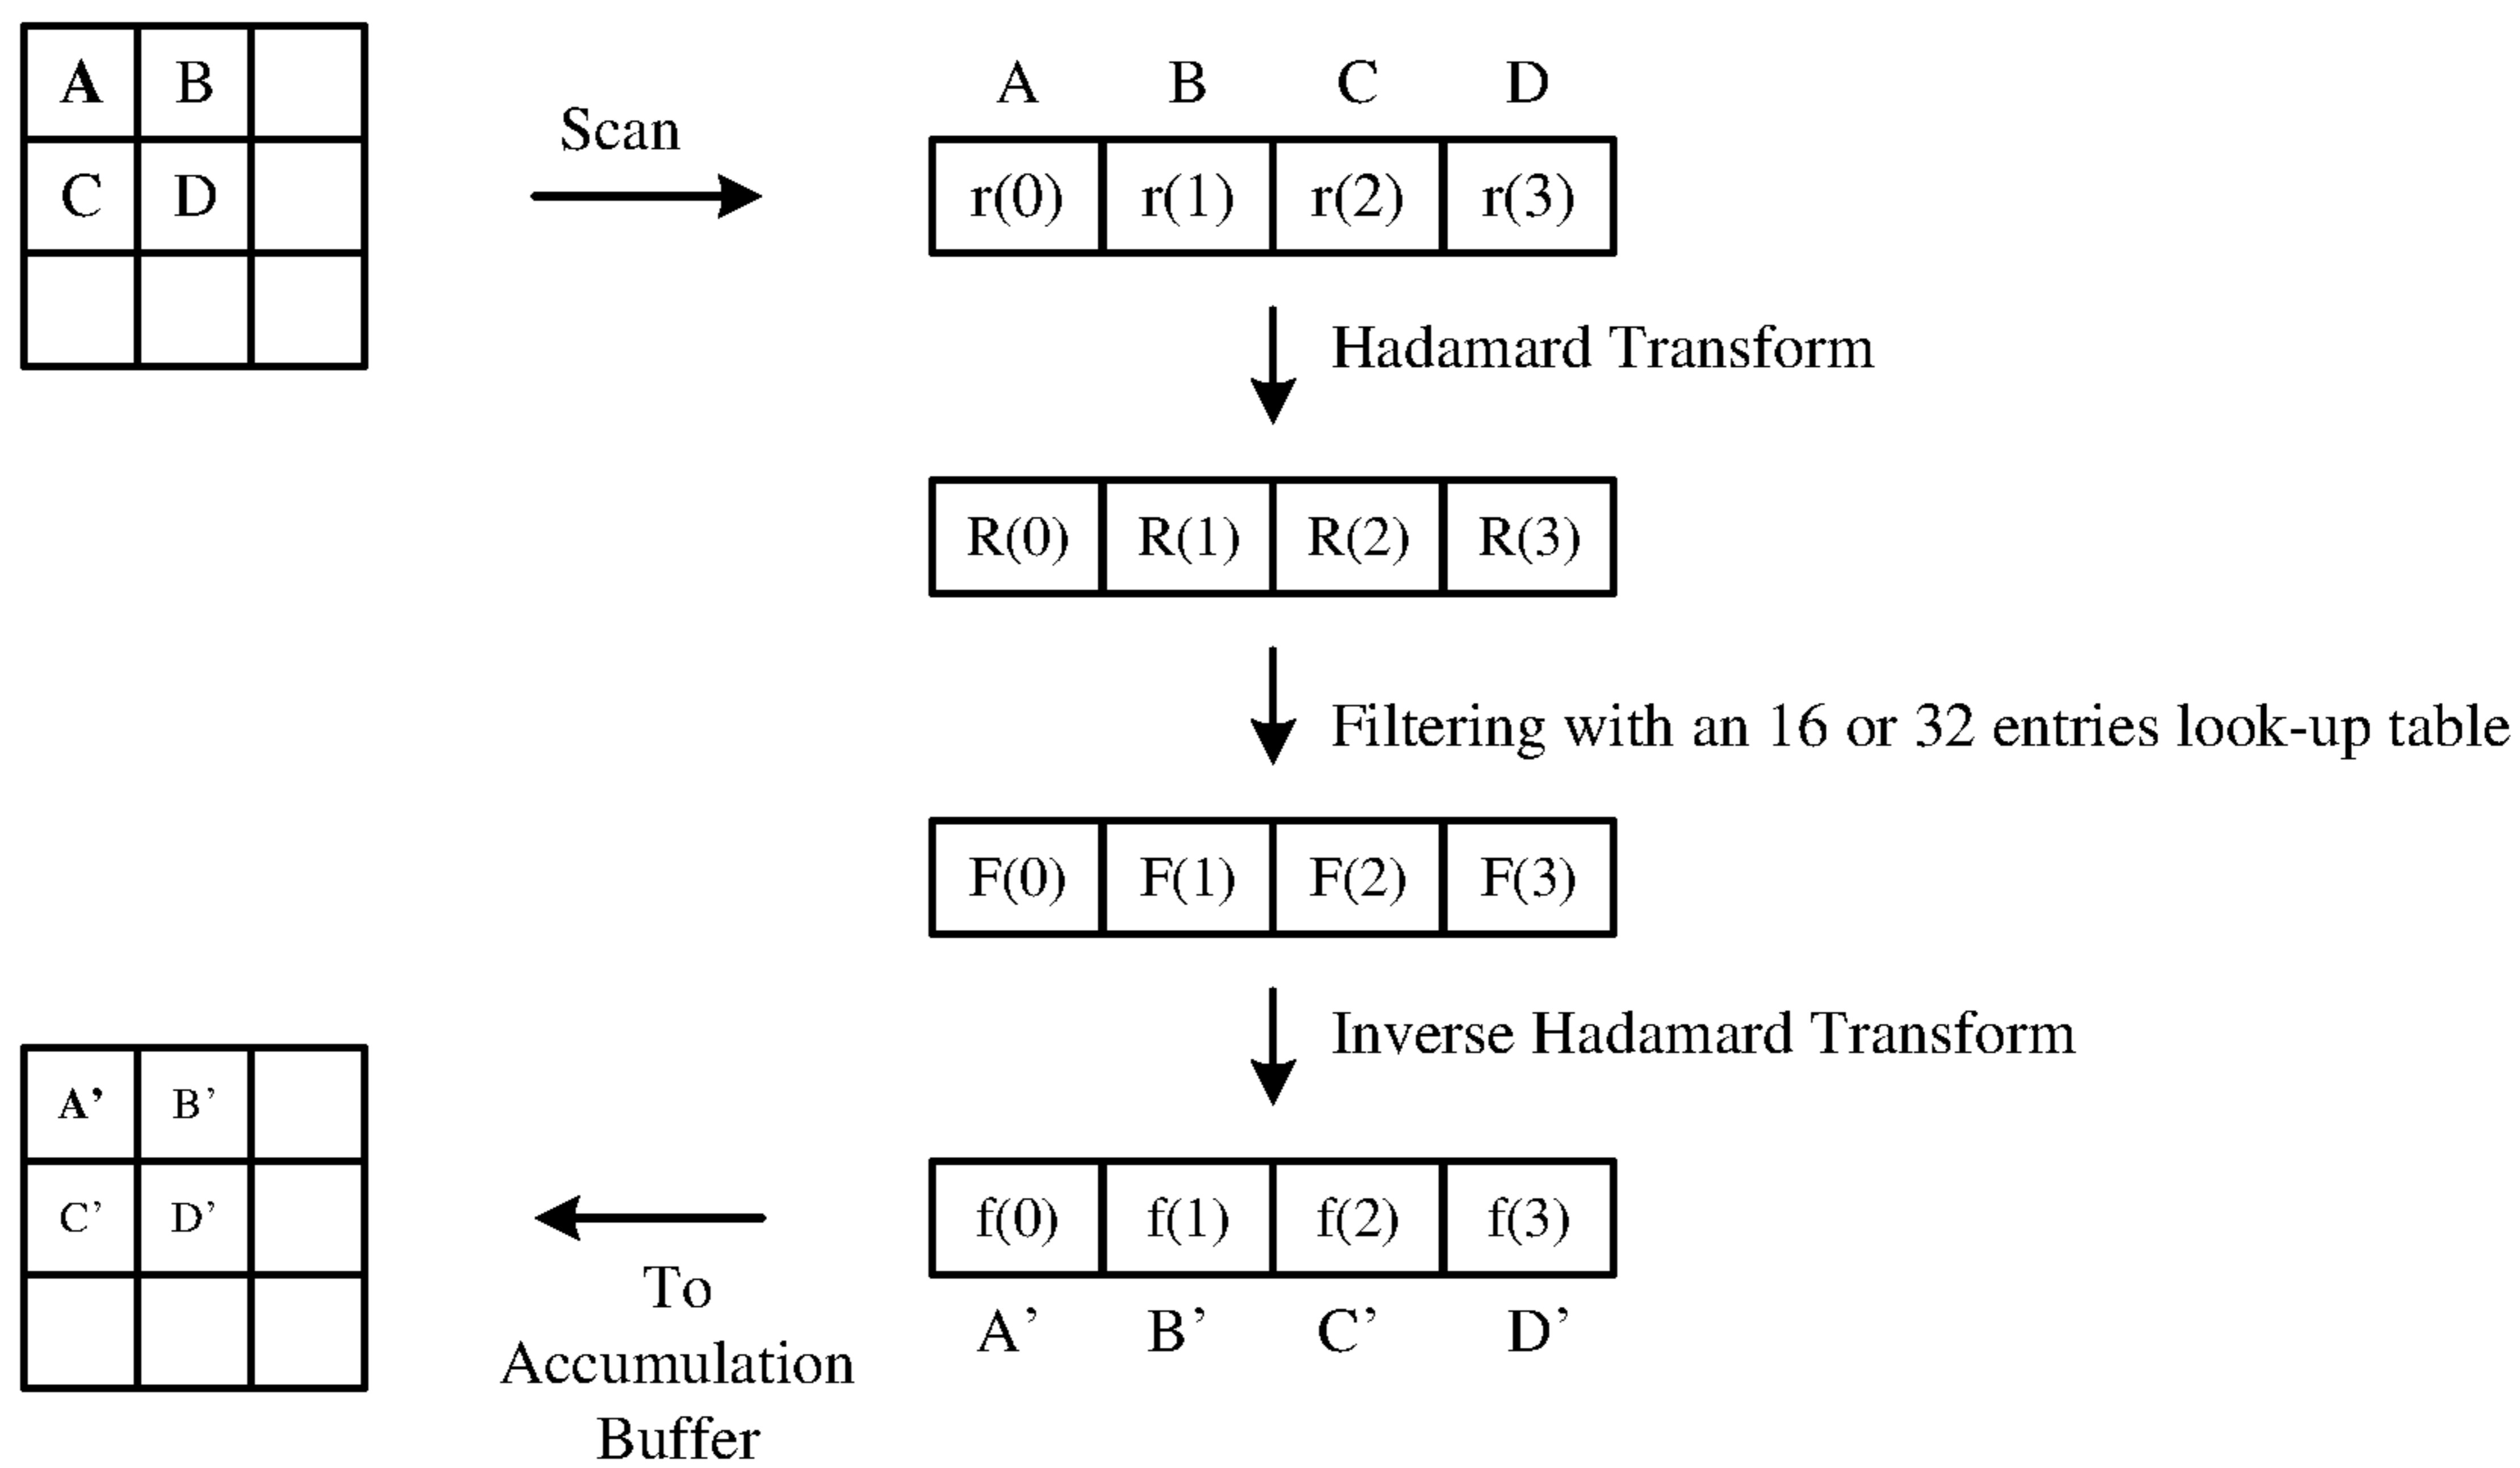 A B
C D
Scan
A B C D
r(0) r(1) r(2) r(3)
Hadamard Transform
R(0) R(1) R(2) R(3)
Filtering with an 16 or 32 entries look-up table
F(0) F(1) F(2) F(3)
Inverse Hadamard Transform
A’ B’
C’ D’
f(0) f(1) f(2) f(3)
A’ B’ C’ D’
To
Accumulation
Buffer